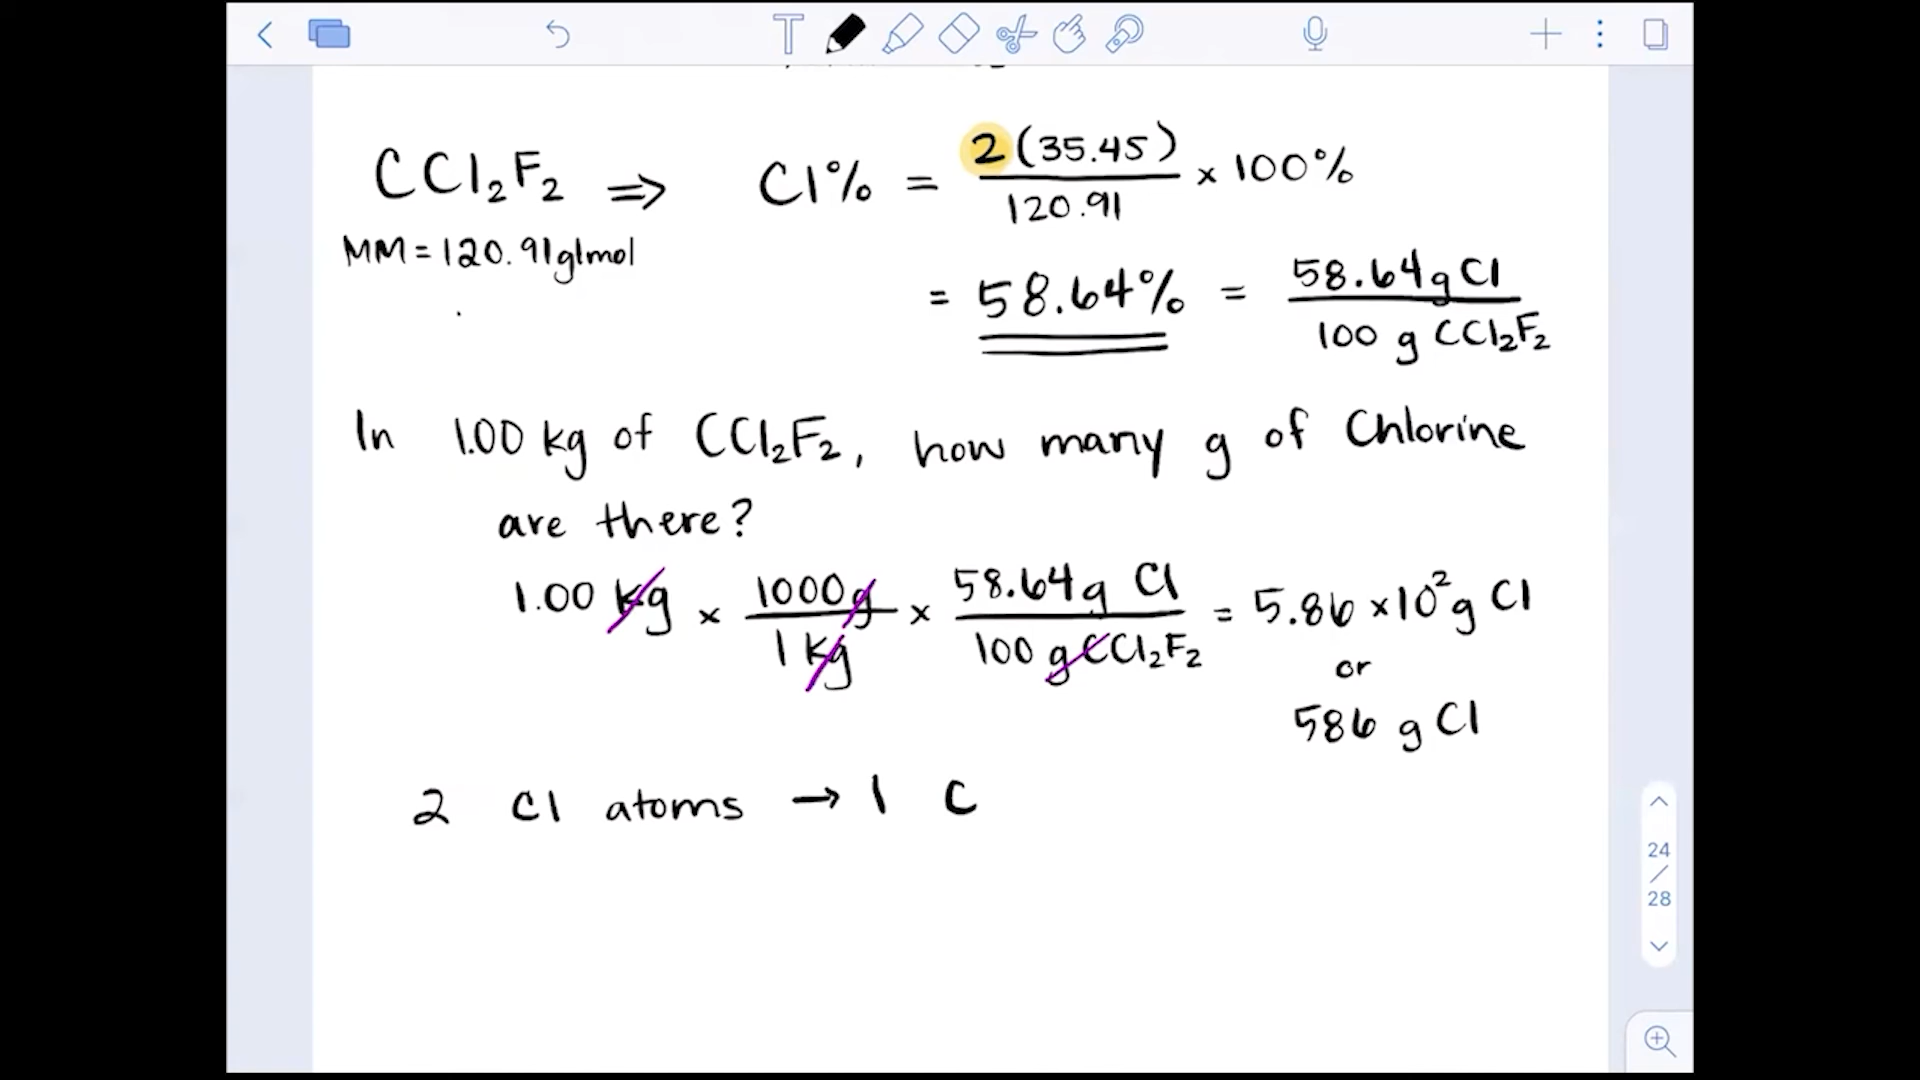 CCl₂F₂ ⇒ Cl% = 2(35.45) / 120.91 × 100%
MM = 120.91 g/mol
= 58.64% = 58.64 g Cl / 100 g CCl₂F₂
In 1.00 kg of CCl₂F₂, how many g of Chlorine
are there?
1.00 kg × 1000 g / 1 kg × 58.64 g Cl / 100 g CCl₂F₂ = 5.86 × 10² g Cl
or
586 g Cl
2 Cl atoms → 1 C
24
/
28